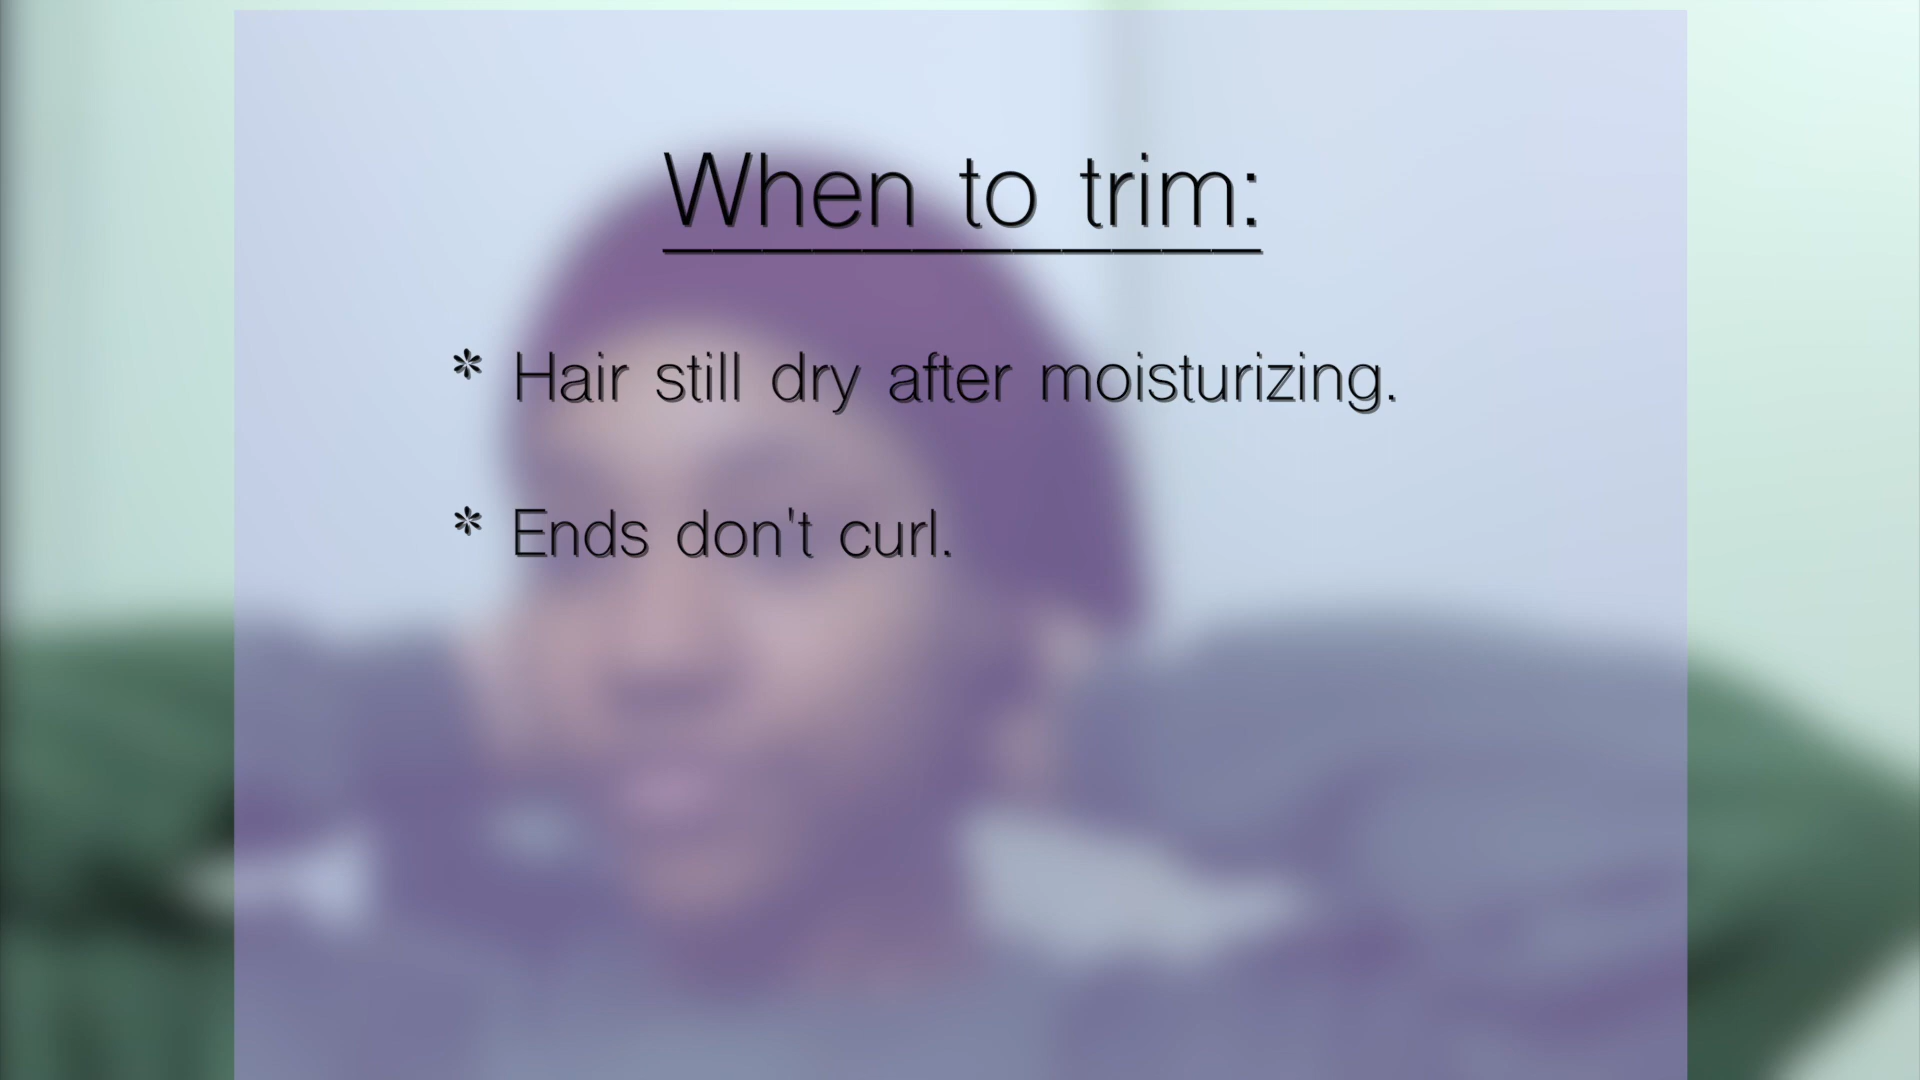 When to trim:
* Hair still dry after moisturizing.
* Ends don't curl.